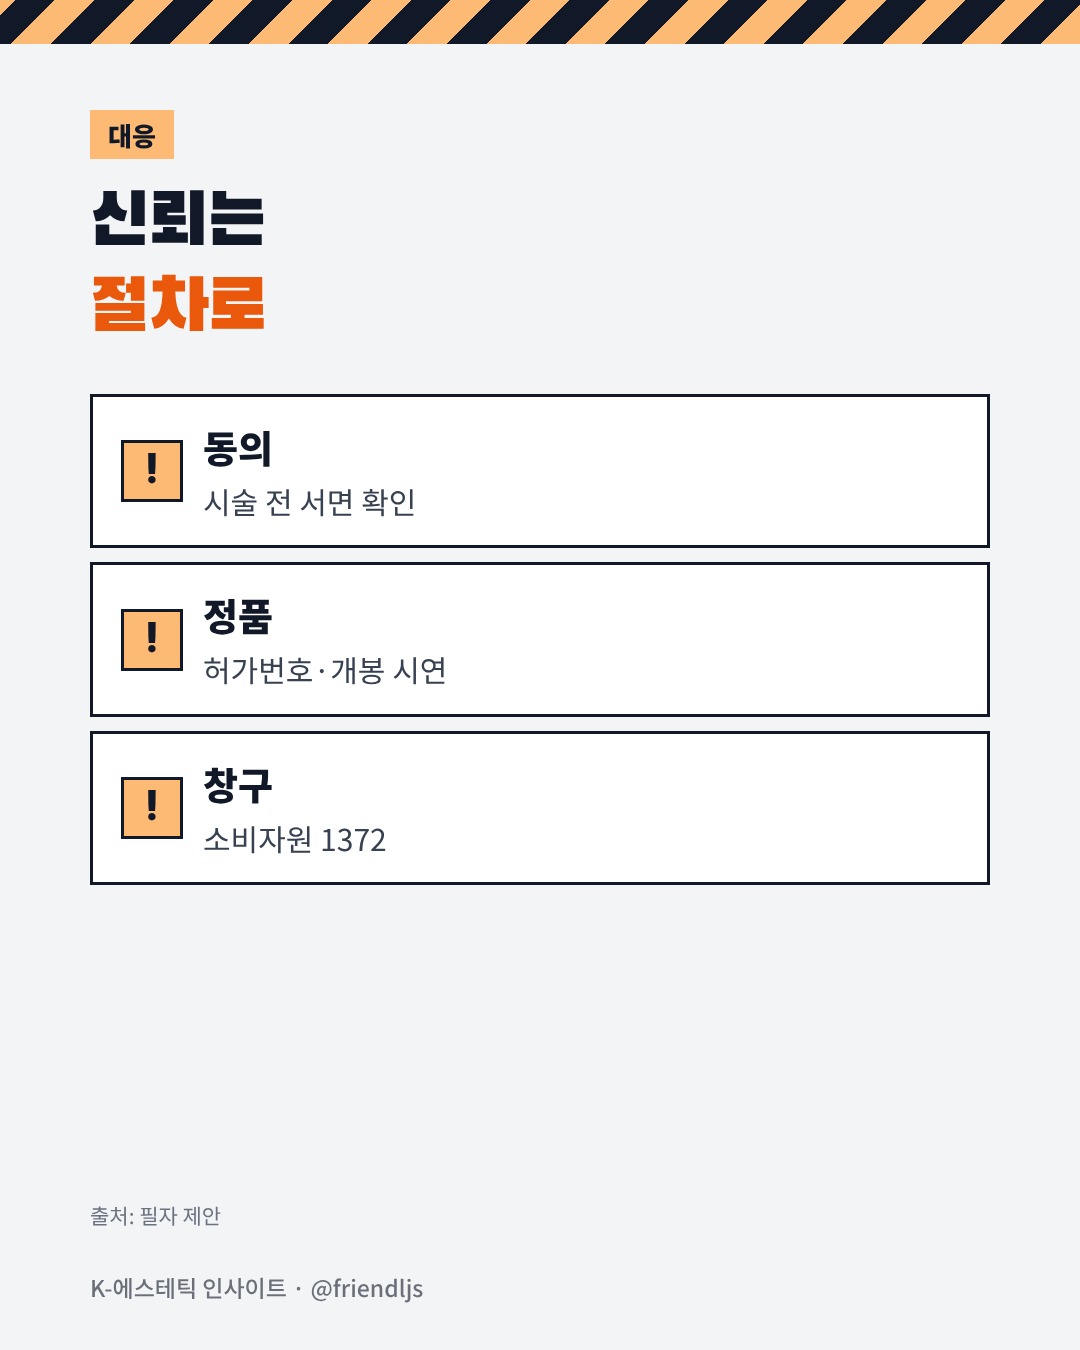 대응
신뢰는
절차로
!
동의
시술 전 서면 확인
!
정품
허가번호·개봉 시연
!
창구
소비자원 1372
출처: 필자 제안
K-에스테틱 인사이트 · @friendljs